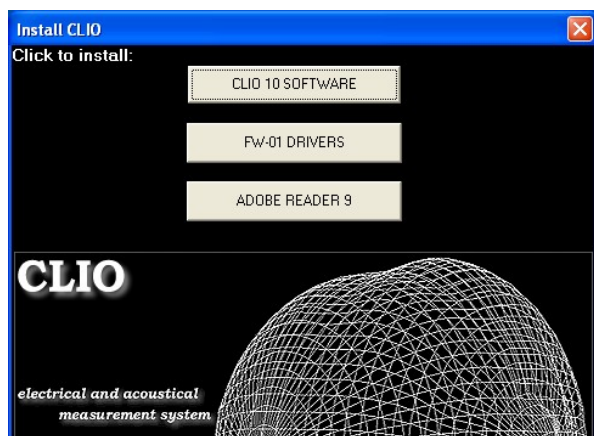 Install CLIO
Click to install:
CLIO 10 SOFTWARE
FW-01 DRIVERS
ADOBE READER 9
CLIO
electrical and acoustical
measurement system